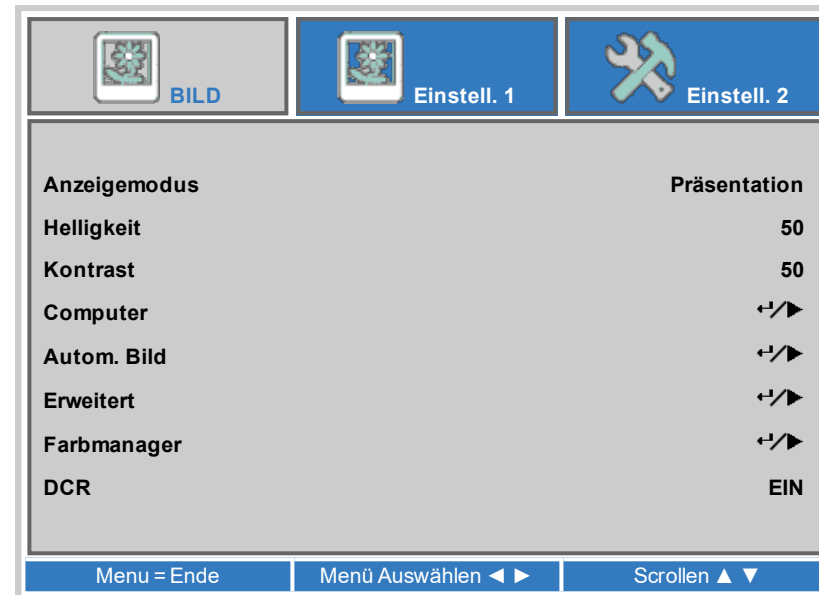 BILD Einstell. 1 Einstell. 2
Anzeigemodus Präsentation
Helligkeit 50
Kontrast 50
Computer ↵/►
Autom. Bild ↵/►
Erweitert ↵/►
Farbmanager ↵/►
DCR EIN
Menu = Ende Menü Auswählen ◄ ► Scrollen ▲ ▼